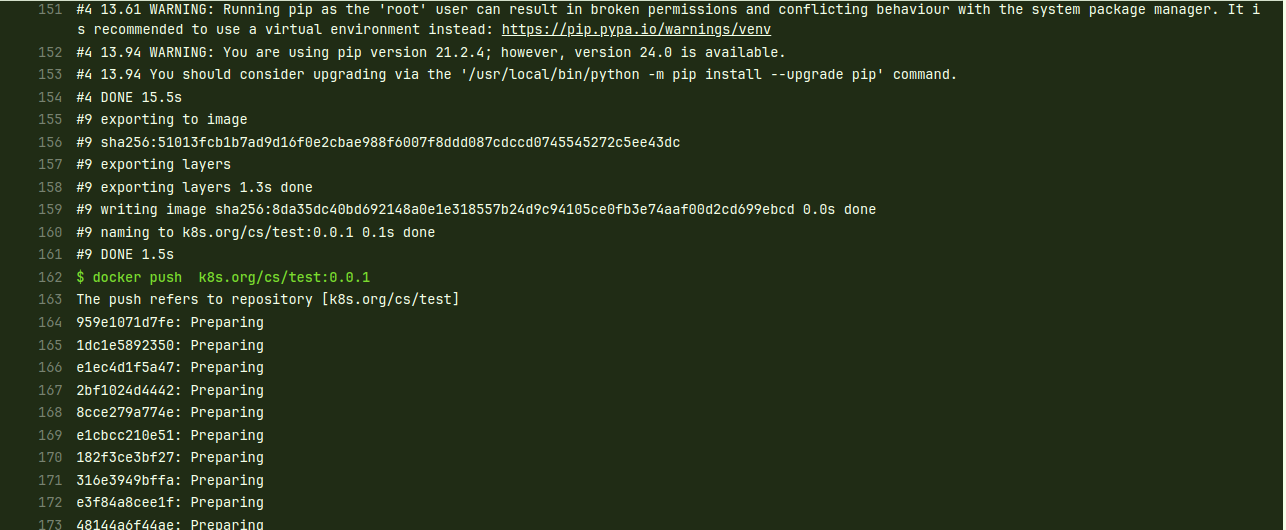 151 #4 13.61 WARNING: Running pip as the 'root' user can result in broken permissions and conflicting behaviour with the system package manager. It i
s recommended to use a virtual environment instead: https://pip.pypa.io/warnings/venv
152 #4 13.94 WARNING: You are using pip version 21.2.4; however, version 24.0 is available.
153 #4 13.94 You should consider upgrading via the '/usr/local/bin/python -m pip install --upgrade pip' command.
154 #4 DONE 15.5s
155 #9 exporting to image
156 #9 sha256:51013fcb1b7ad9d16f0e2cbae988f6007f8ddd087cdccd0745545272c5ee43dc
157 #9 exporting layers
158 #9 exporting layers 1.3s done
159 #9 writing image sha256:8da35dc40bd692148a0e1e318557b24d9c94105ce0fb3e74aaf00d2cd699ebcd 0.0s done
160 #9 naming to k8s.org/cs/test:0.0.1 0.1s done
161 #9 DONE 1.5s
162 $ docker push  k8s.org/cs/test:0.0.1
163 The push refers to repository [k8s.org/cs/test]
164 959e1071d7fe: Preparing
165 1dc1e5892350: Preparing
166 e1ec4d1f5a47: Preparing
167 2bf1024d4442: Preparing
168 8cce279a774e: Preparing
169 e1cbcc210e51: Preparing
170 182f3ce3bf27: Preparing
171 316e3949bffa: Preparing
172 e3f84a8cee1f: Preparing
173 48144a6f44ae: Preparing